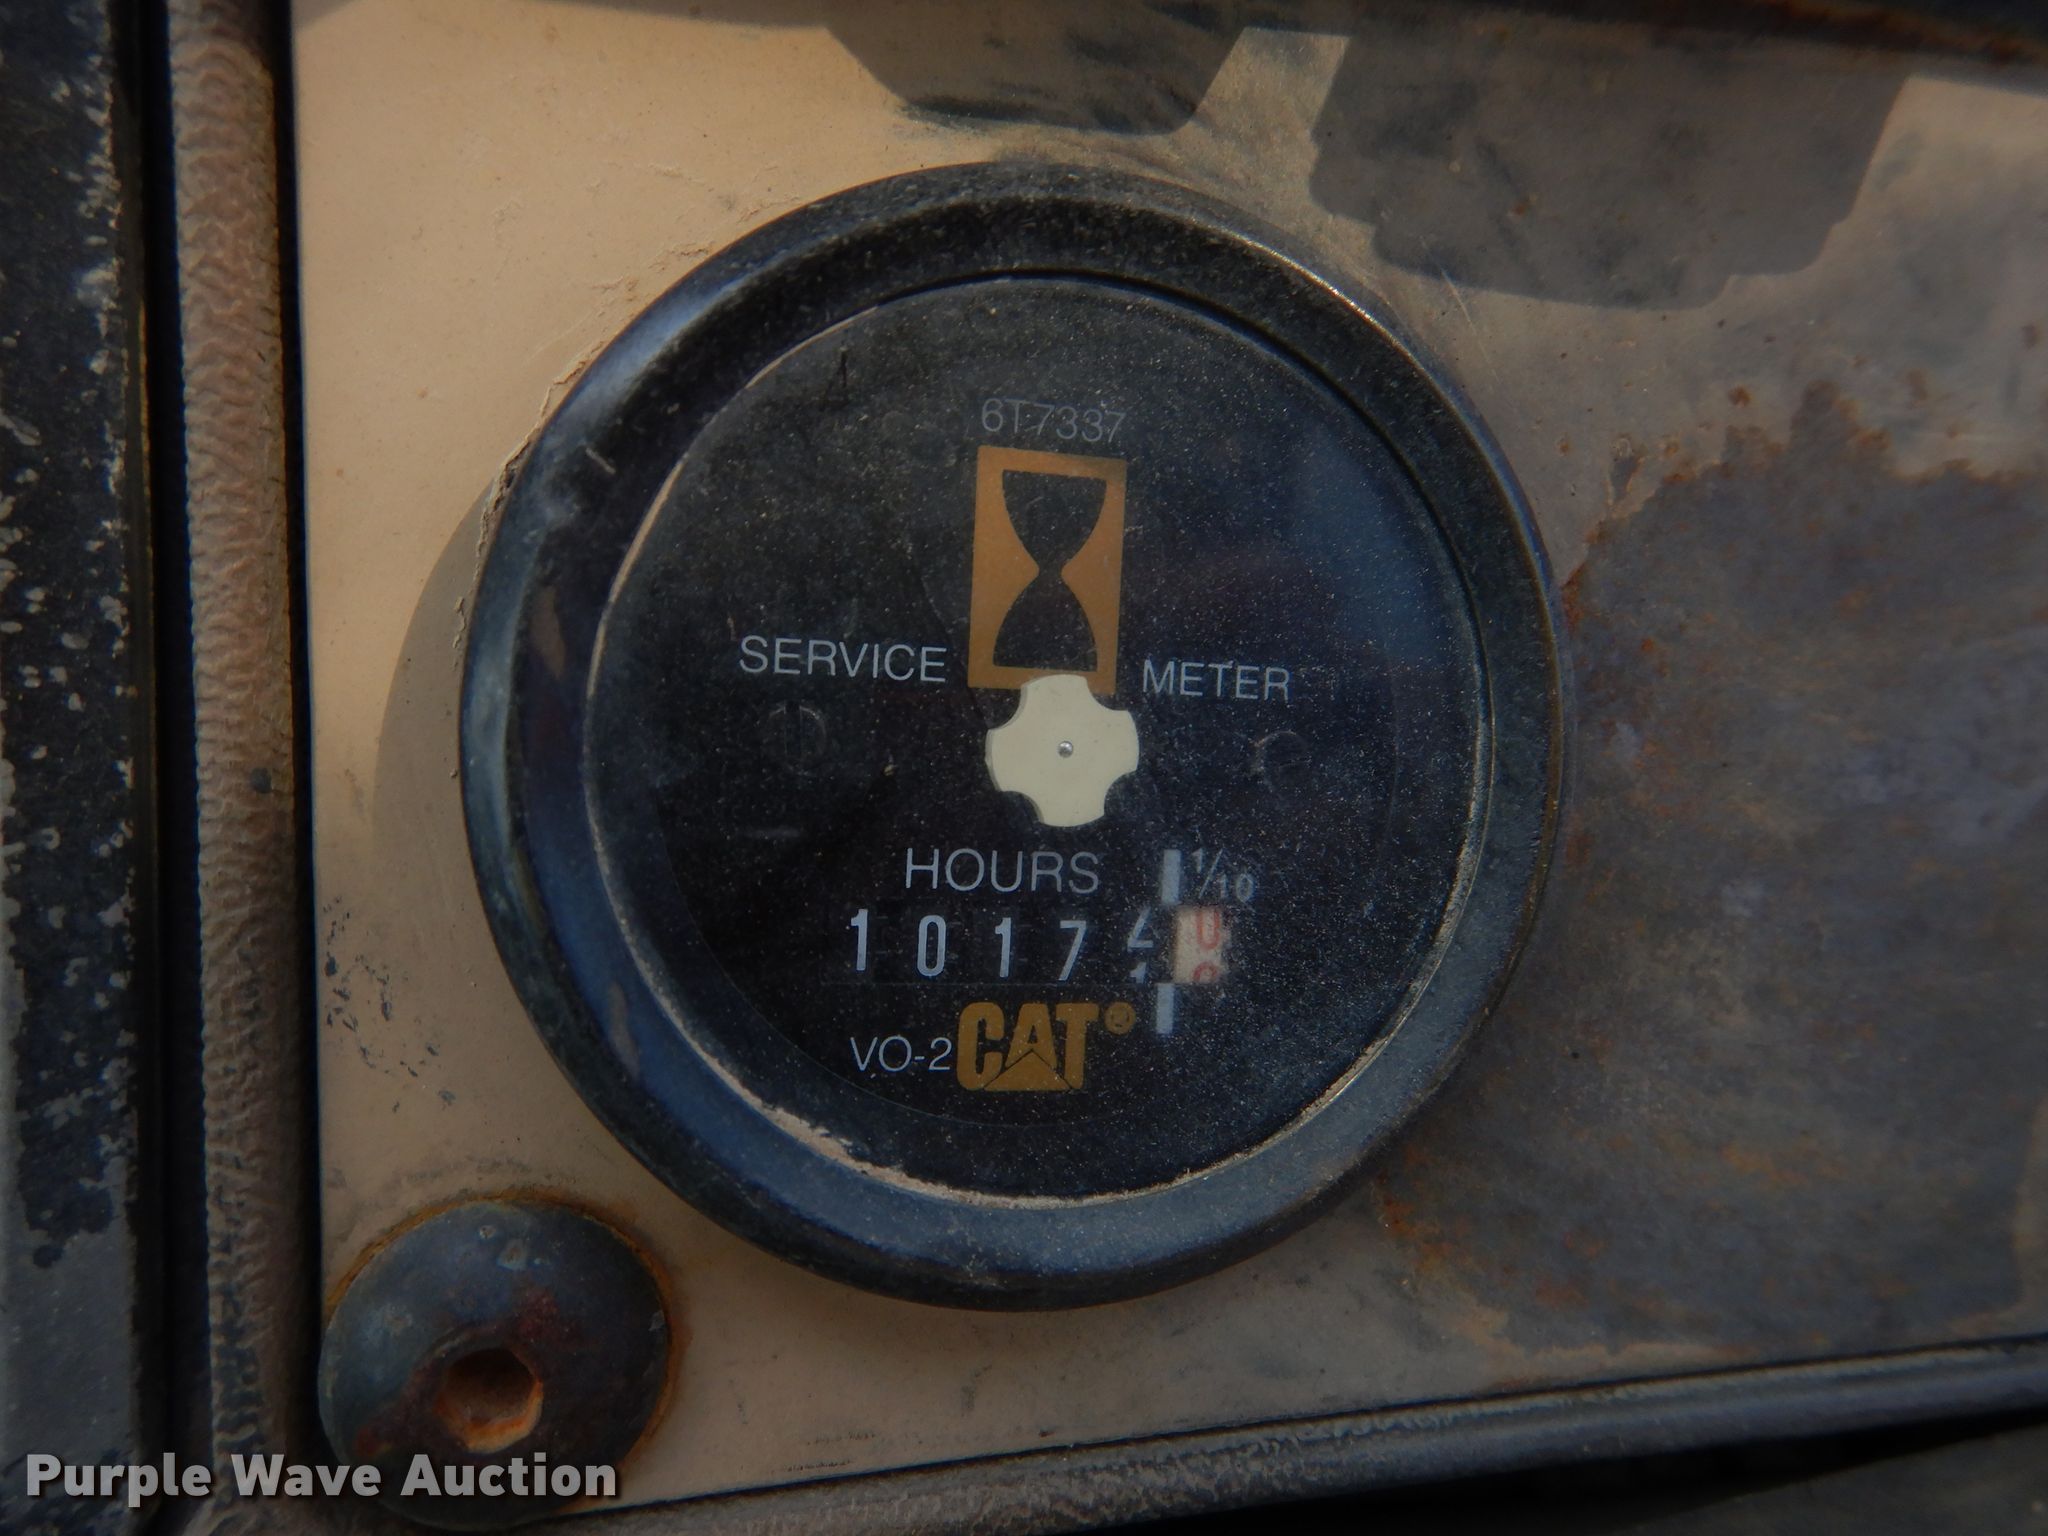 6T7337
SERVICE METER
HOURS 1/10
1017
VO-2 CAT®
Purple Wave Auction